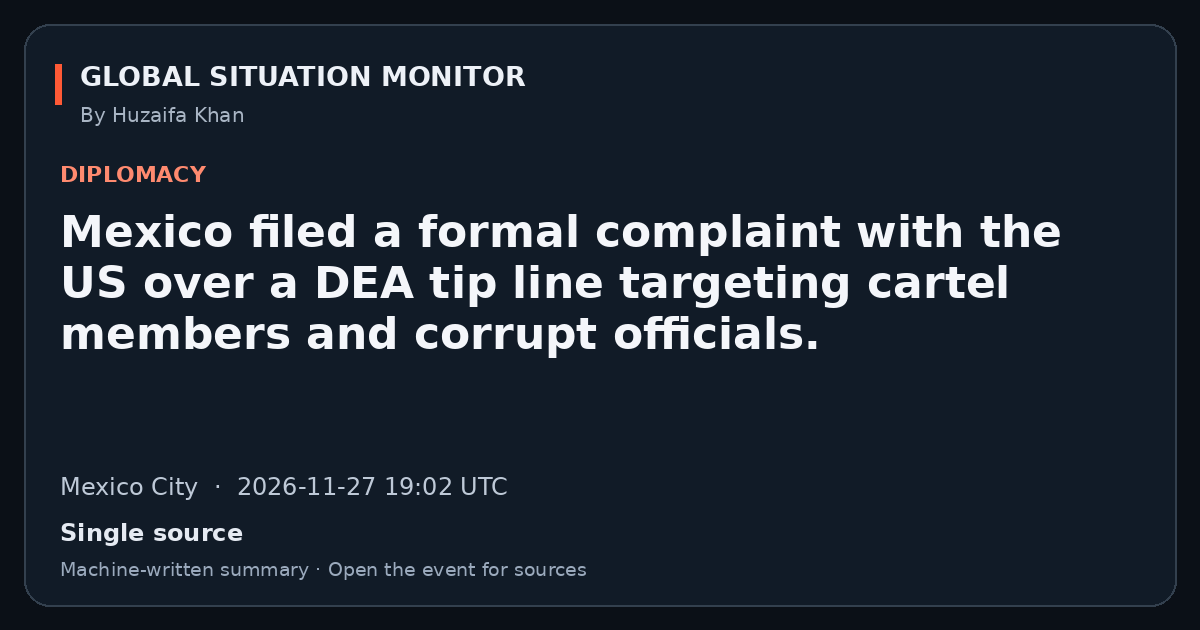 GLOBAL SITUATION MONITOR
By Huzaifa Khan
DIPLOMACY
Mexico filed a formal complaint with the
US over a DEA tip line targeting cartel
members and corrupt officials.
Mexico City · 2026-11-27 19:02 UTC
Single source
Machine-written summary · Open the event for sources